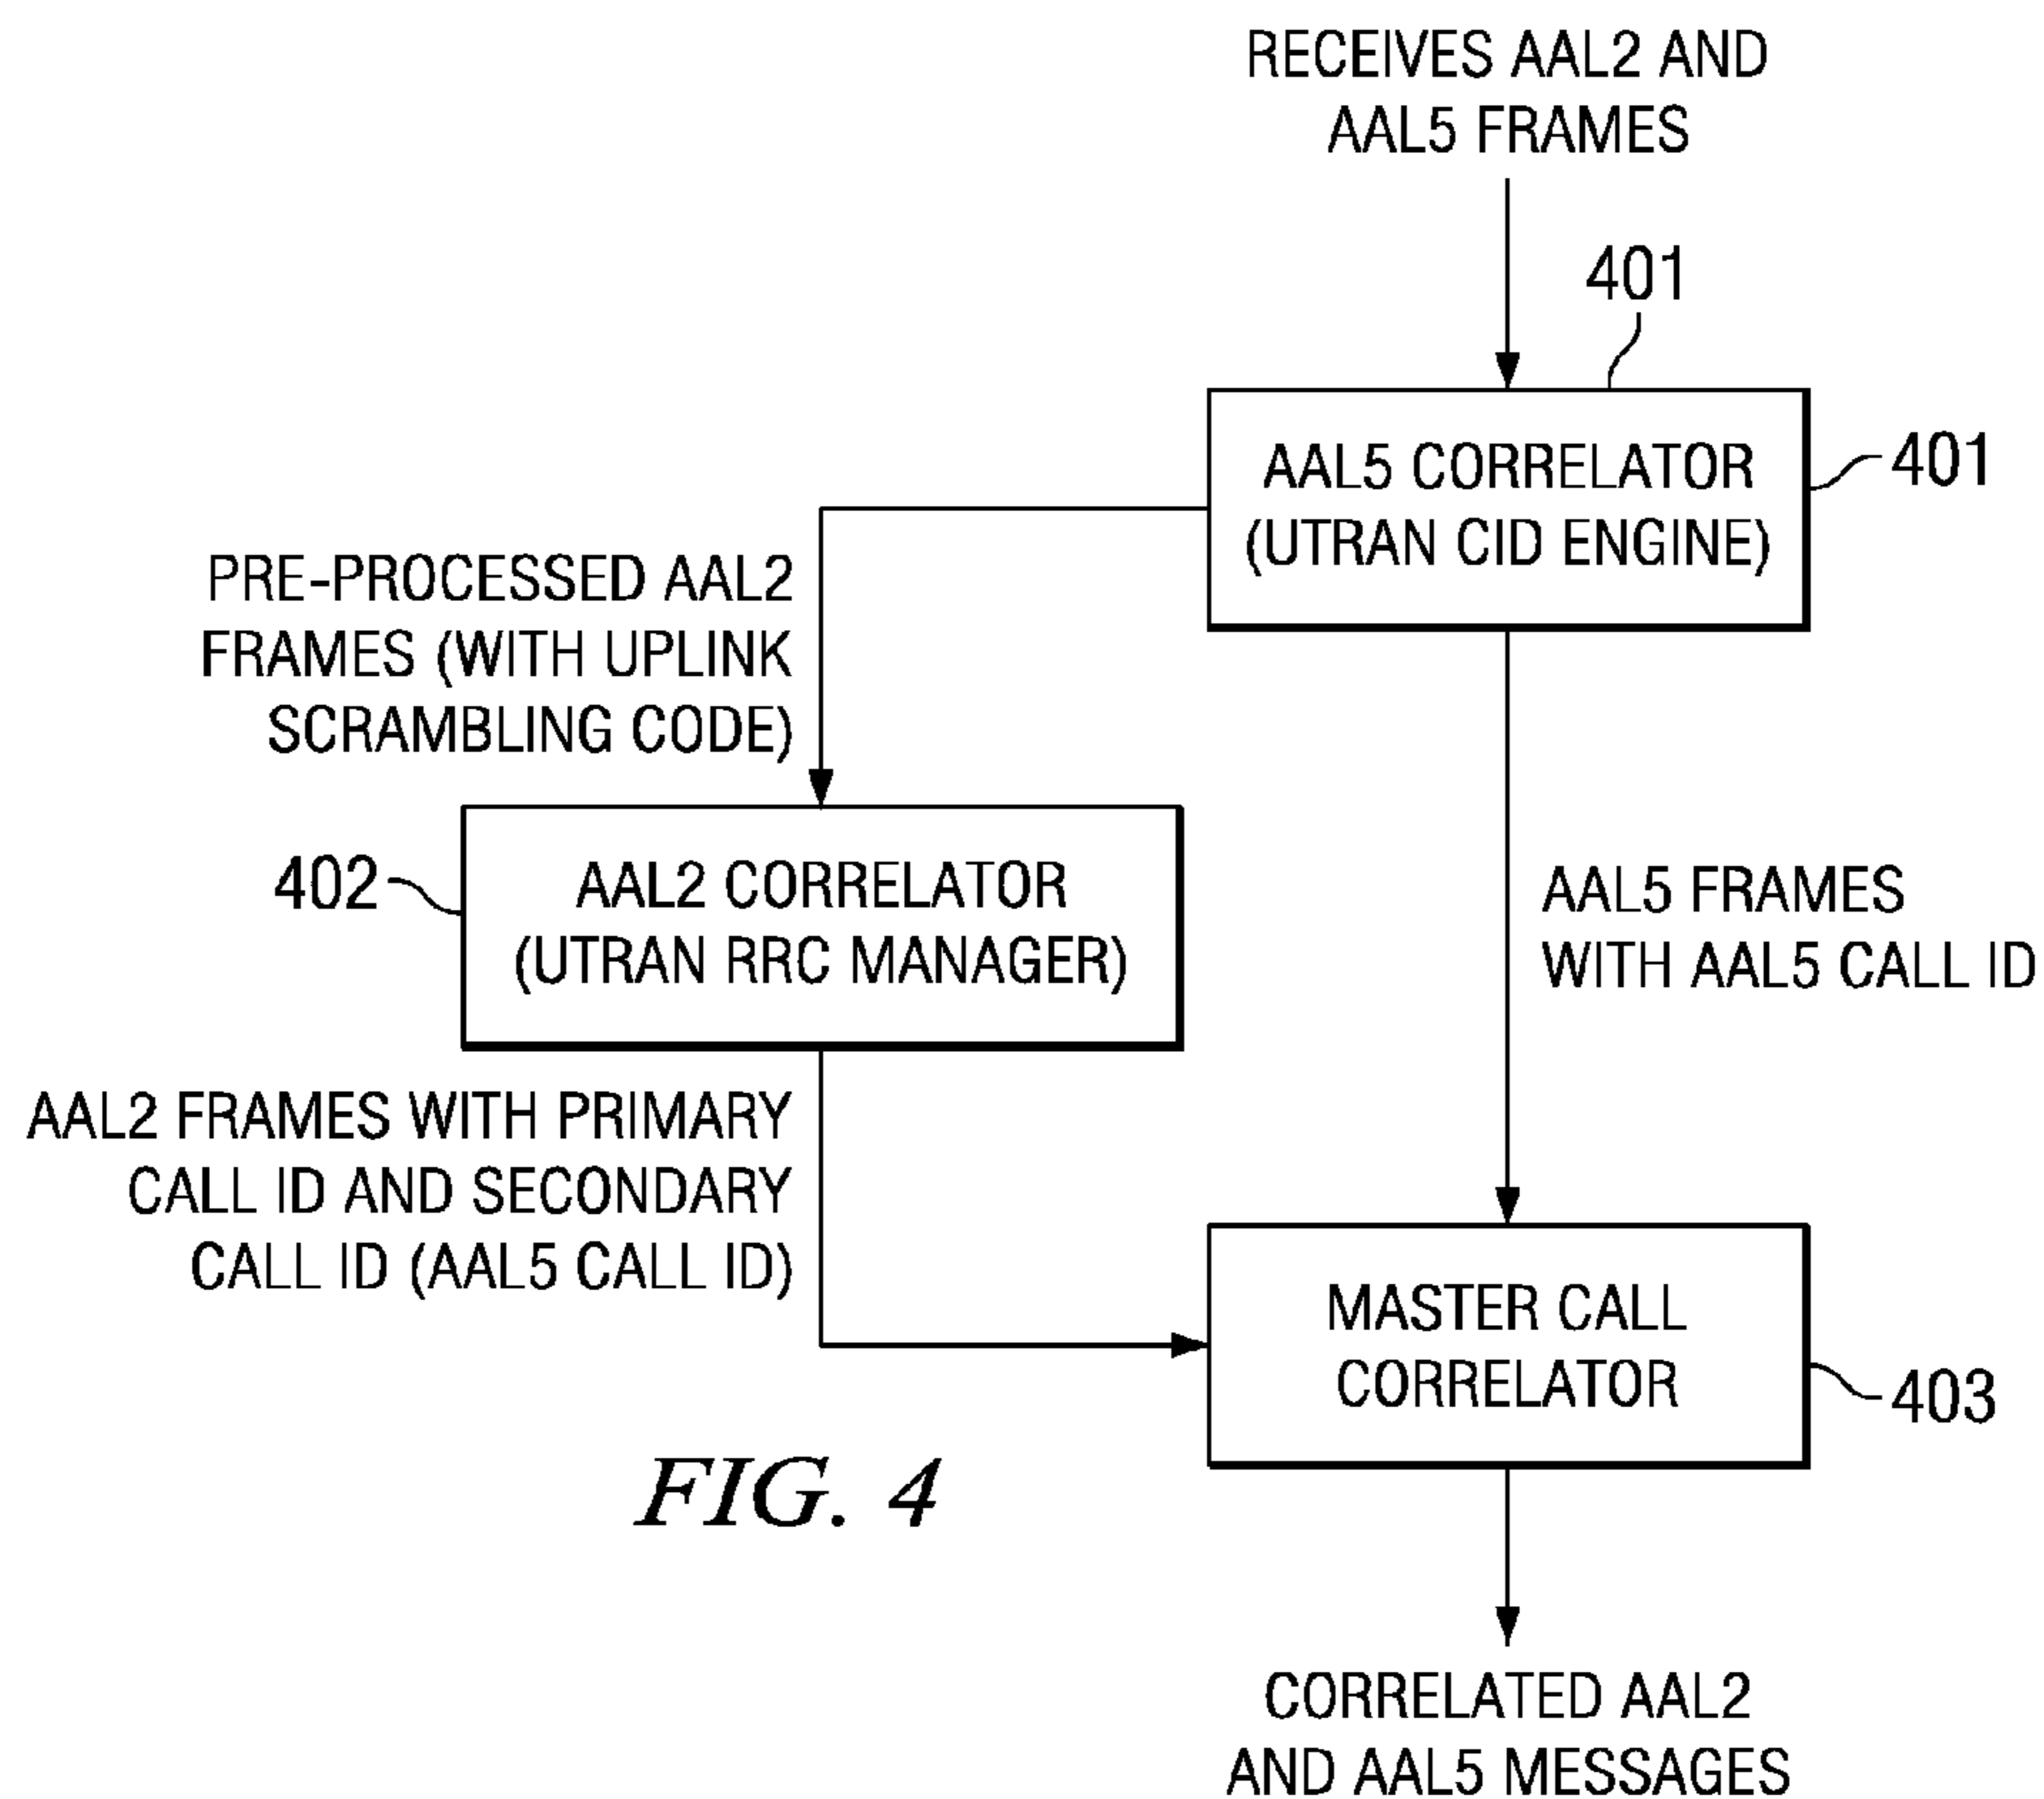 RECEIVES AAL2 AND
AAL5 FRAMES
401
AAL5 CORRELATOR
(UTRAN CID ENGINE)
401
PRE-PROCESSED AAL2
FRAMES (WITH UPLINK
SCRAMBLING CODE)
402
AAL2 CORRELATOR
(UTRAN RRC MANAGER)
AAL5 FRAMES
WITH AAL5 CALL ID
AAL2 FRAMES WITH PRIMARY
CALL ID AND SECONDARY
CALL ID (AAL5 CALL ID)
MASTER CALL
CORRELATOR
403
FIG. 4
CORRELATED AAL2
AND AAL5 MESSAGES